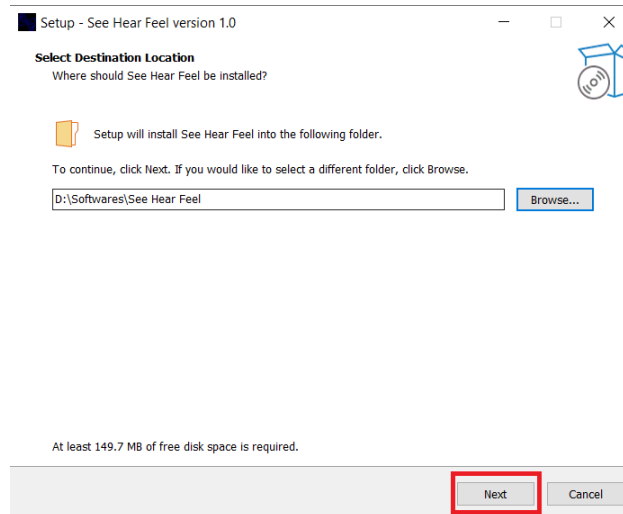 Setup - See Hear Feel version 1.0
Select Destination Location
Where should See Hear Feel be installed?
Setup will install See Hear Feel into the following folder.
To continue, click Next. If you would like to select a different folder, click Browse.
D:\Softwares\See Hear Feel
Browse...
At least 149.7 MB of free disk space is required.
Next
Cancel